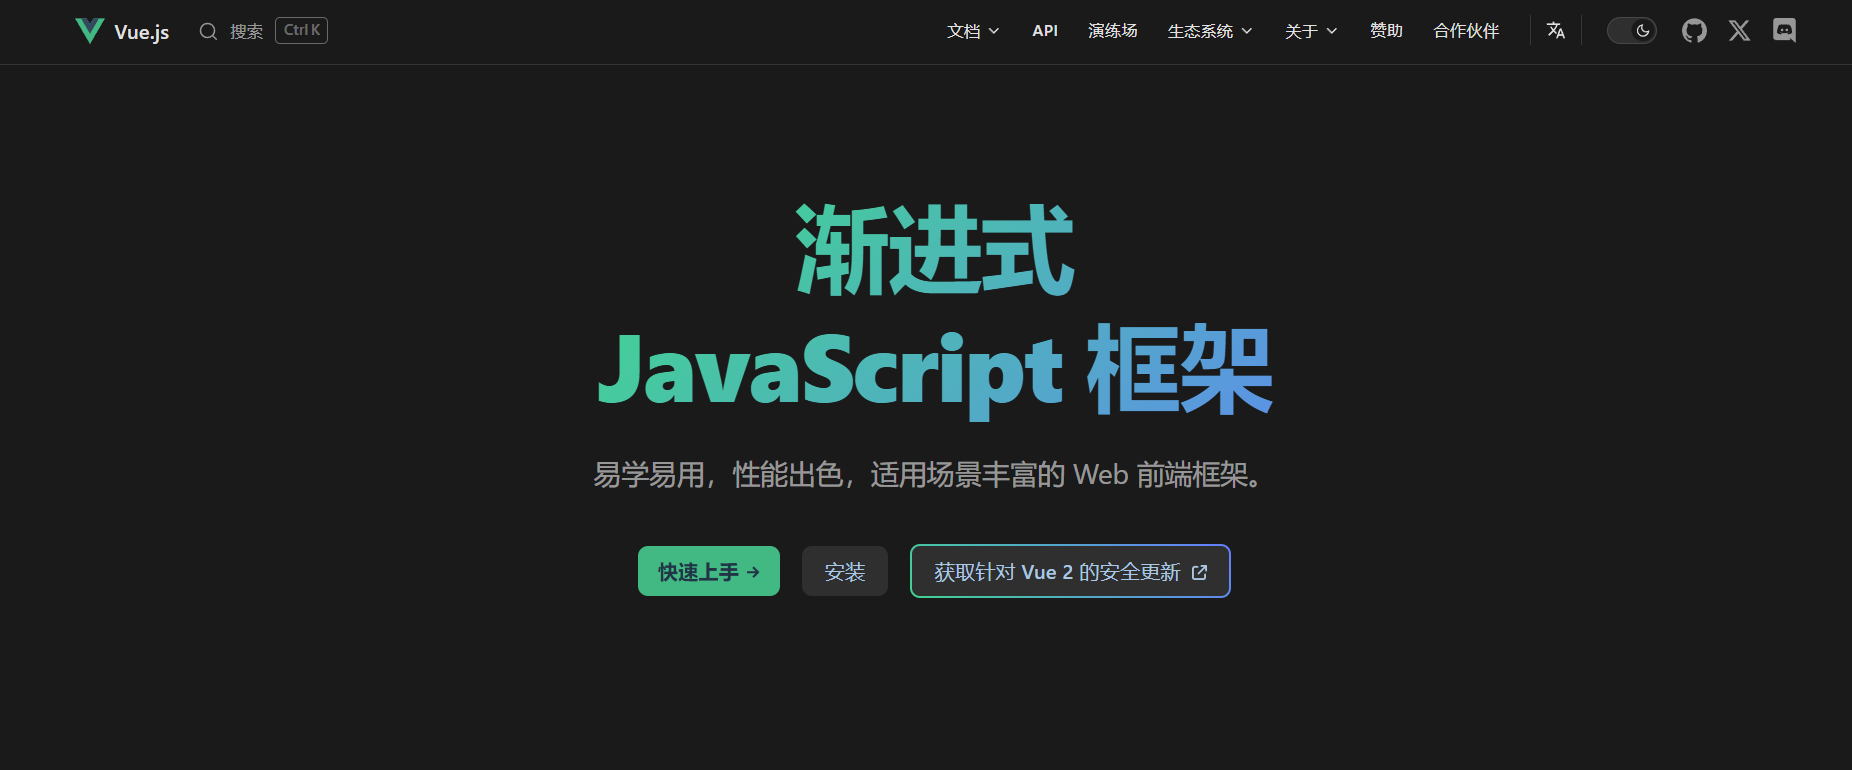 Vue.js 搜索 Ctrl K 文档 API 演练场 生态系统 关于 赞助 合作伙伴
渐进式
JavaScript 框架
易学易用，性能出色，适用场景丰富的 Web 前端框架。
快速上手 → 安装 获取针对 Vue 2 的安全更新